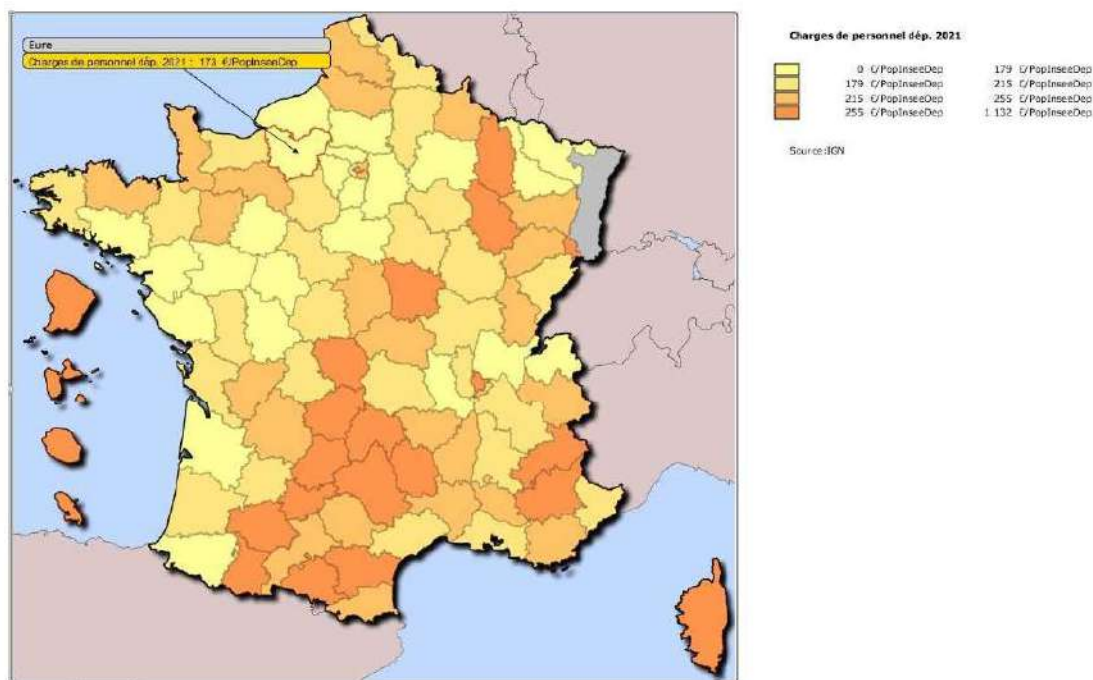 Eure
Charges de personnel dép. 2021 : 173 €/PopInseeDep
Charges de personnel dép. 2021
0 €/PopInseeDep 179 €/PopInseeDep
179 €/PopInseeDep 215 €/PopInseeDep
215 €/PopInseeDep 255 €/PopInseeDep
255 €/PopInseeDep 1 132 €/PopInseeDep
Source:IGN